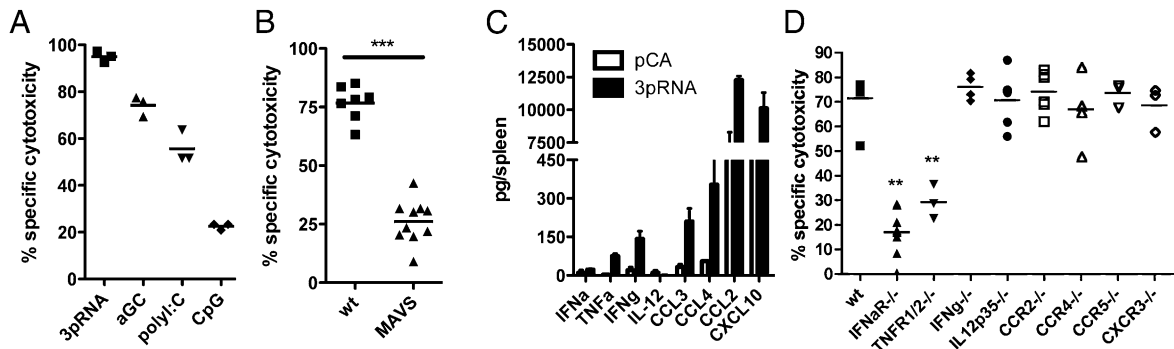 A
% specific cytotoxicity
100
80
60
40
20
0
3pRNA
aGC
polyI:C
CpG
B
% specific cytotoxicity
100
75
50
25
0
***
wt
MAVS
C
pg/spleen
15000
12500
10000
7500
450
300
150
0
pCA
3pRNA
IFNa
TNFa
IFNg
IL-12
CCL3
CCL4
CCL2
CXCL10
D
% specific cytotoxicity
90
80
70
60
50
40
30
20
10
0
**
**
wt
IFNaR-/-
TNFR1/2-/-
IFNg-/-
IL12p35-/-
CCR2-/-
CCR4-/-
CCR5-/-
CXCR3-/-